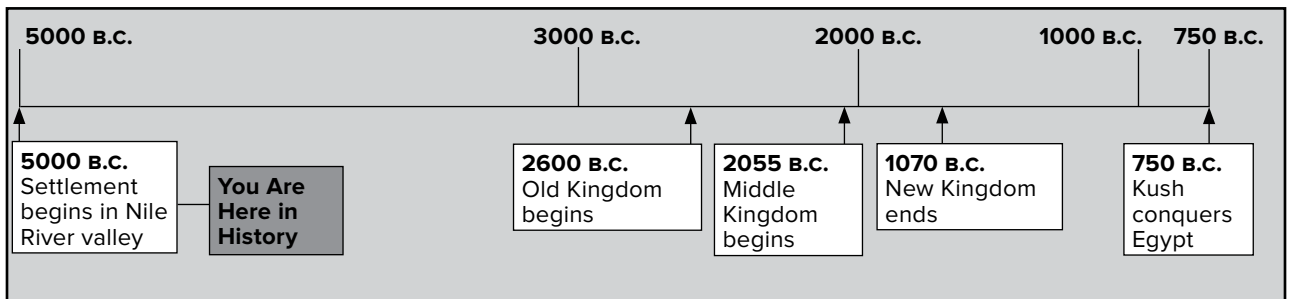 5000 B.C.
3000 B.C.
2000 B.C.
1000 B.C.
750 B.C.
5000 B.C.
Settlement
begins in Nile
River valley
You Are
Here in
History
2600 B.C.
Old Kingdom
begins
2055 B.C.
Middle
Kingdom
begins
1070 B.C.
New Kingdom
ends
750 B.C.
Kush
conquers
Egypt